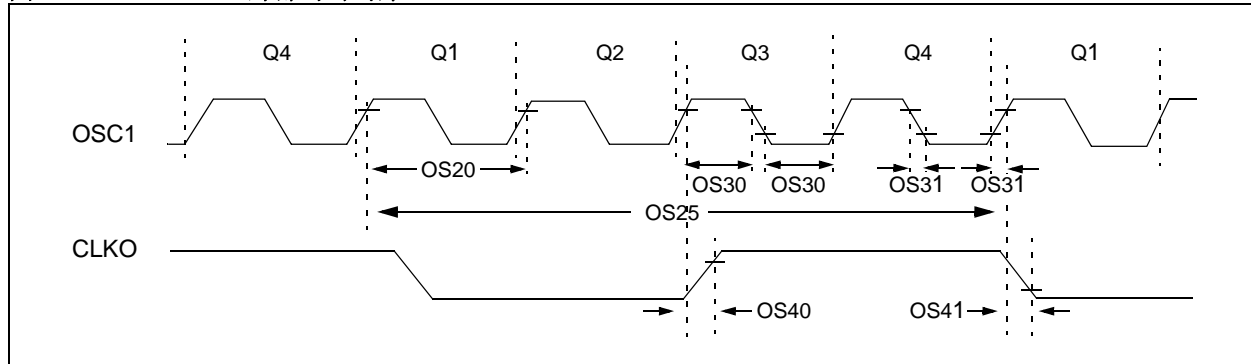 Q4 Q1 Q2 Q3 Q4 Q1
OSC1
OS20
OS30 OS30 OS31 OS31
OS25
CLKO
OS40 OS41